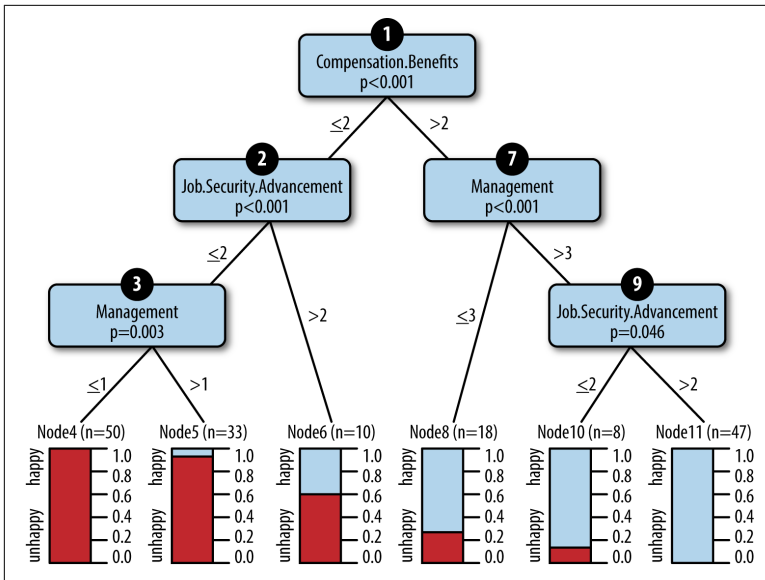 1
Compensation.Benefits
p<0.001
≤2
>2
2
Job.Security.Advancement
p<0.001
7
Management
p<0.001
≤2
>2
≤3
>3
3
Management
p=0.003
9
Job.Security.Advancement
p=0.046
≤1
>1
≤2
>2
Node4 (n=50)
happy
unhappy
1.0
0.8
0.6
0.4
0.2
0.0
Node5 (n=33)
happy
unhappy
1.0
0.8
0.6
0.4
0.2
0.0
Node6 (n=10)
happy
unhappy
1.0
0.8
0.6
0.4
0.2
0.0
Node8 (n=18)
happy
unhappy
1.0
0.8
0.6
0.4
0.2
0.0
Node10 (n=8)
happy
unhappy
1.0
0.8
0.6
0.4
0.2
0.0
Node11 (n=47)
happy
unhappy
1.0
0.8
0.6
0.4
0.2
0.0